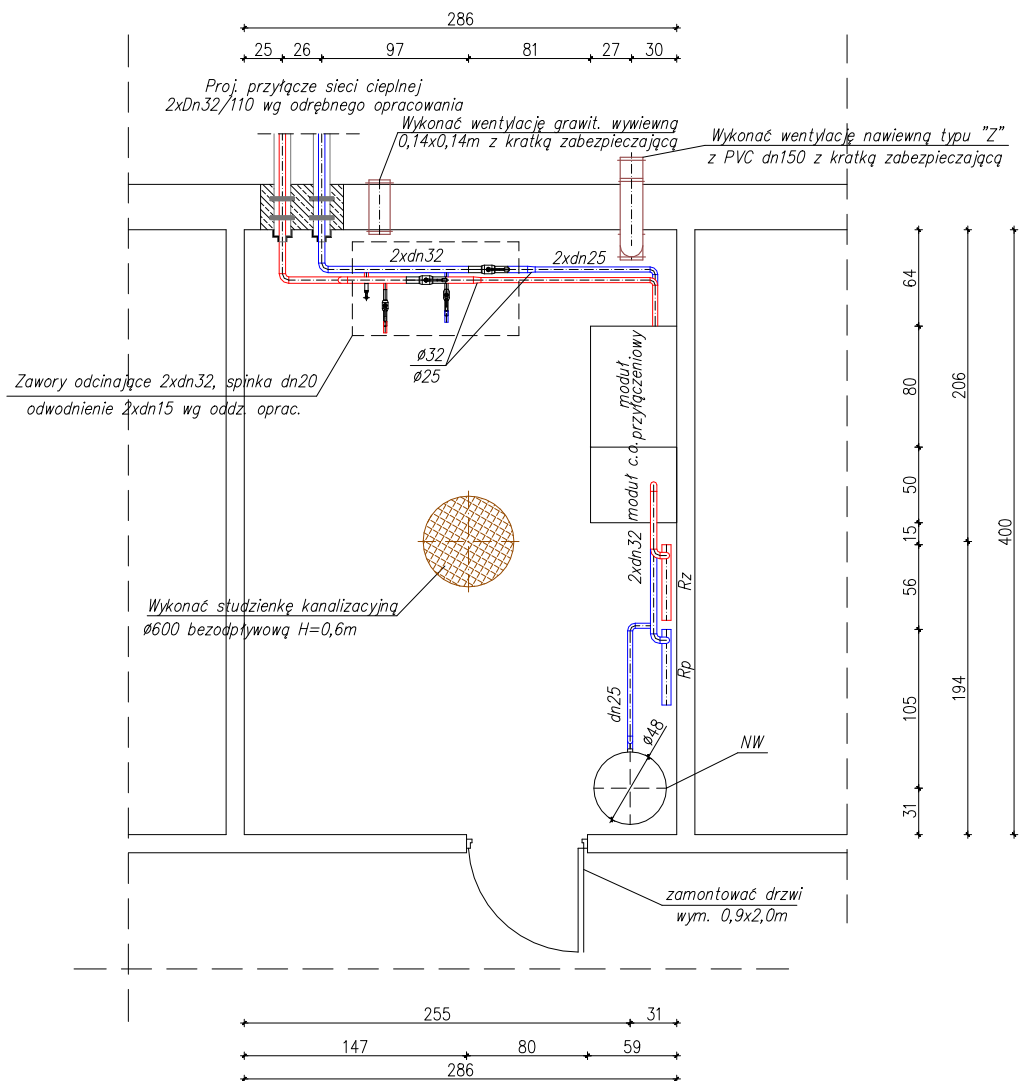 286
25 26 97 81 27 30
Proj. przyłącze sieci cieplnej
2xDn32/110 wg odrębnego opracowania
Wykonać wentylację grawit. wywiewną
0,14x0,14m z kratką zabezpieczającą
Wykonać wentylację nawiewną typu "Z"
z PVC dn150 z kratką zabezpieczającą
2xdn32
2xdn25
ø32
ø25
Zawory odcinające 2xdn32, spinka dn20
odwodnienie 2xdn15 wg oddz. oprac.
moduł
przyłączeniowy
moduł c.o.
2xdn32
Rz
Rp
Wykonać studzienkę kanalizacyjną
ø600 bezodpływową H=0,6m
dn25
ø48
NW
zamontować drzwi
wym. 0,9x2,0m
64
80
50
15
56
105
31
206
194
400
255 31
147 80 59
286